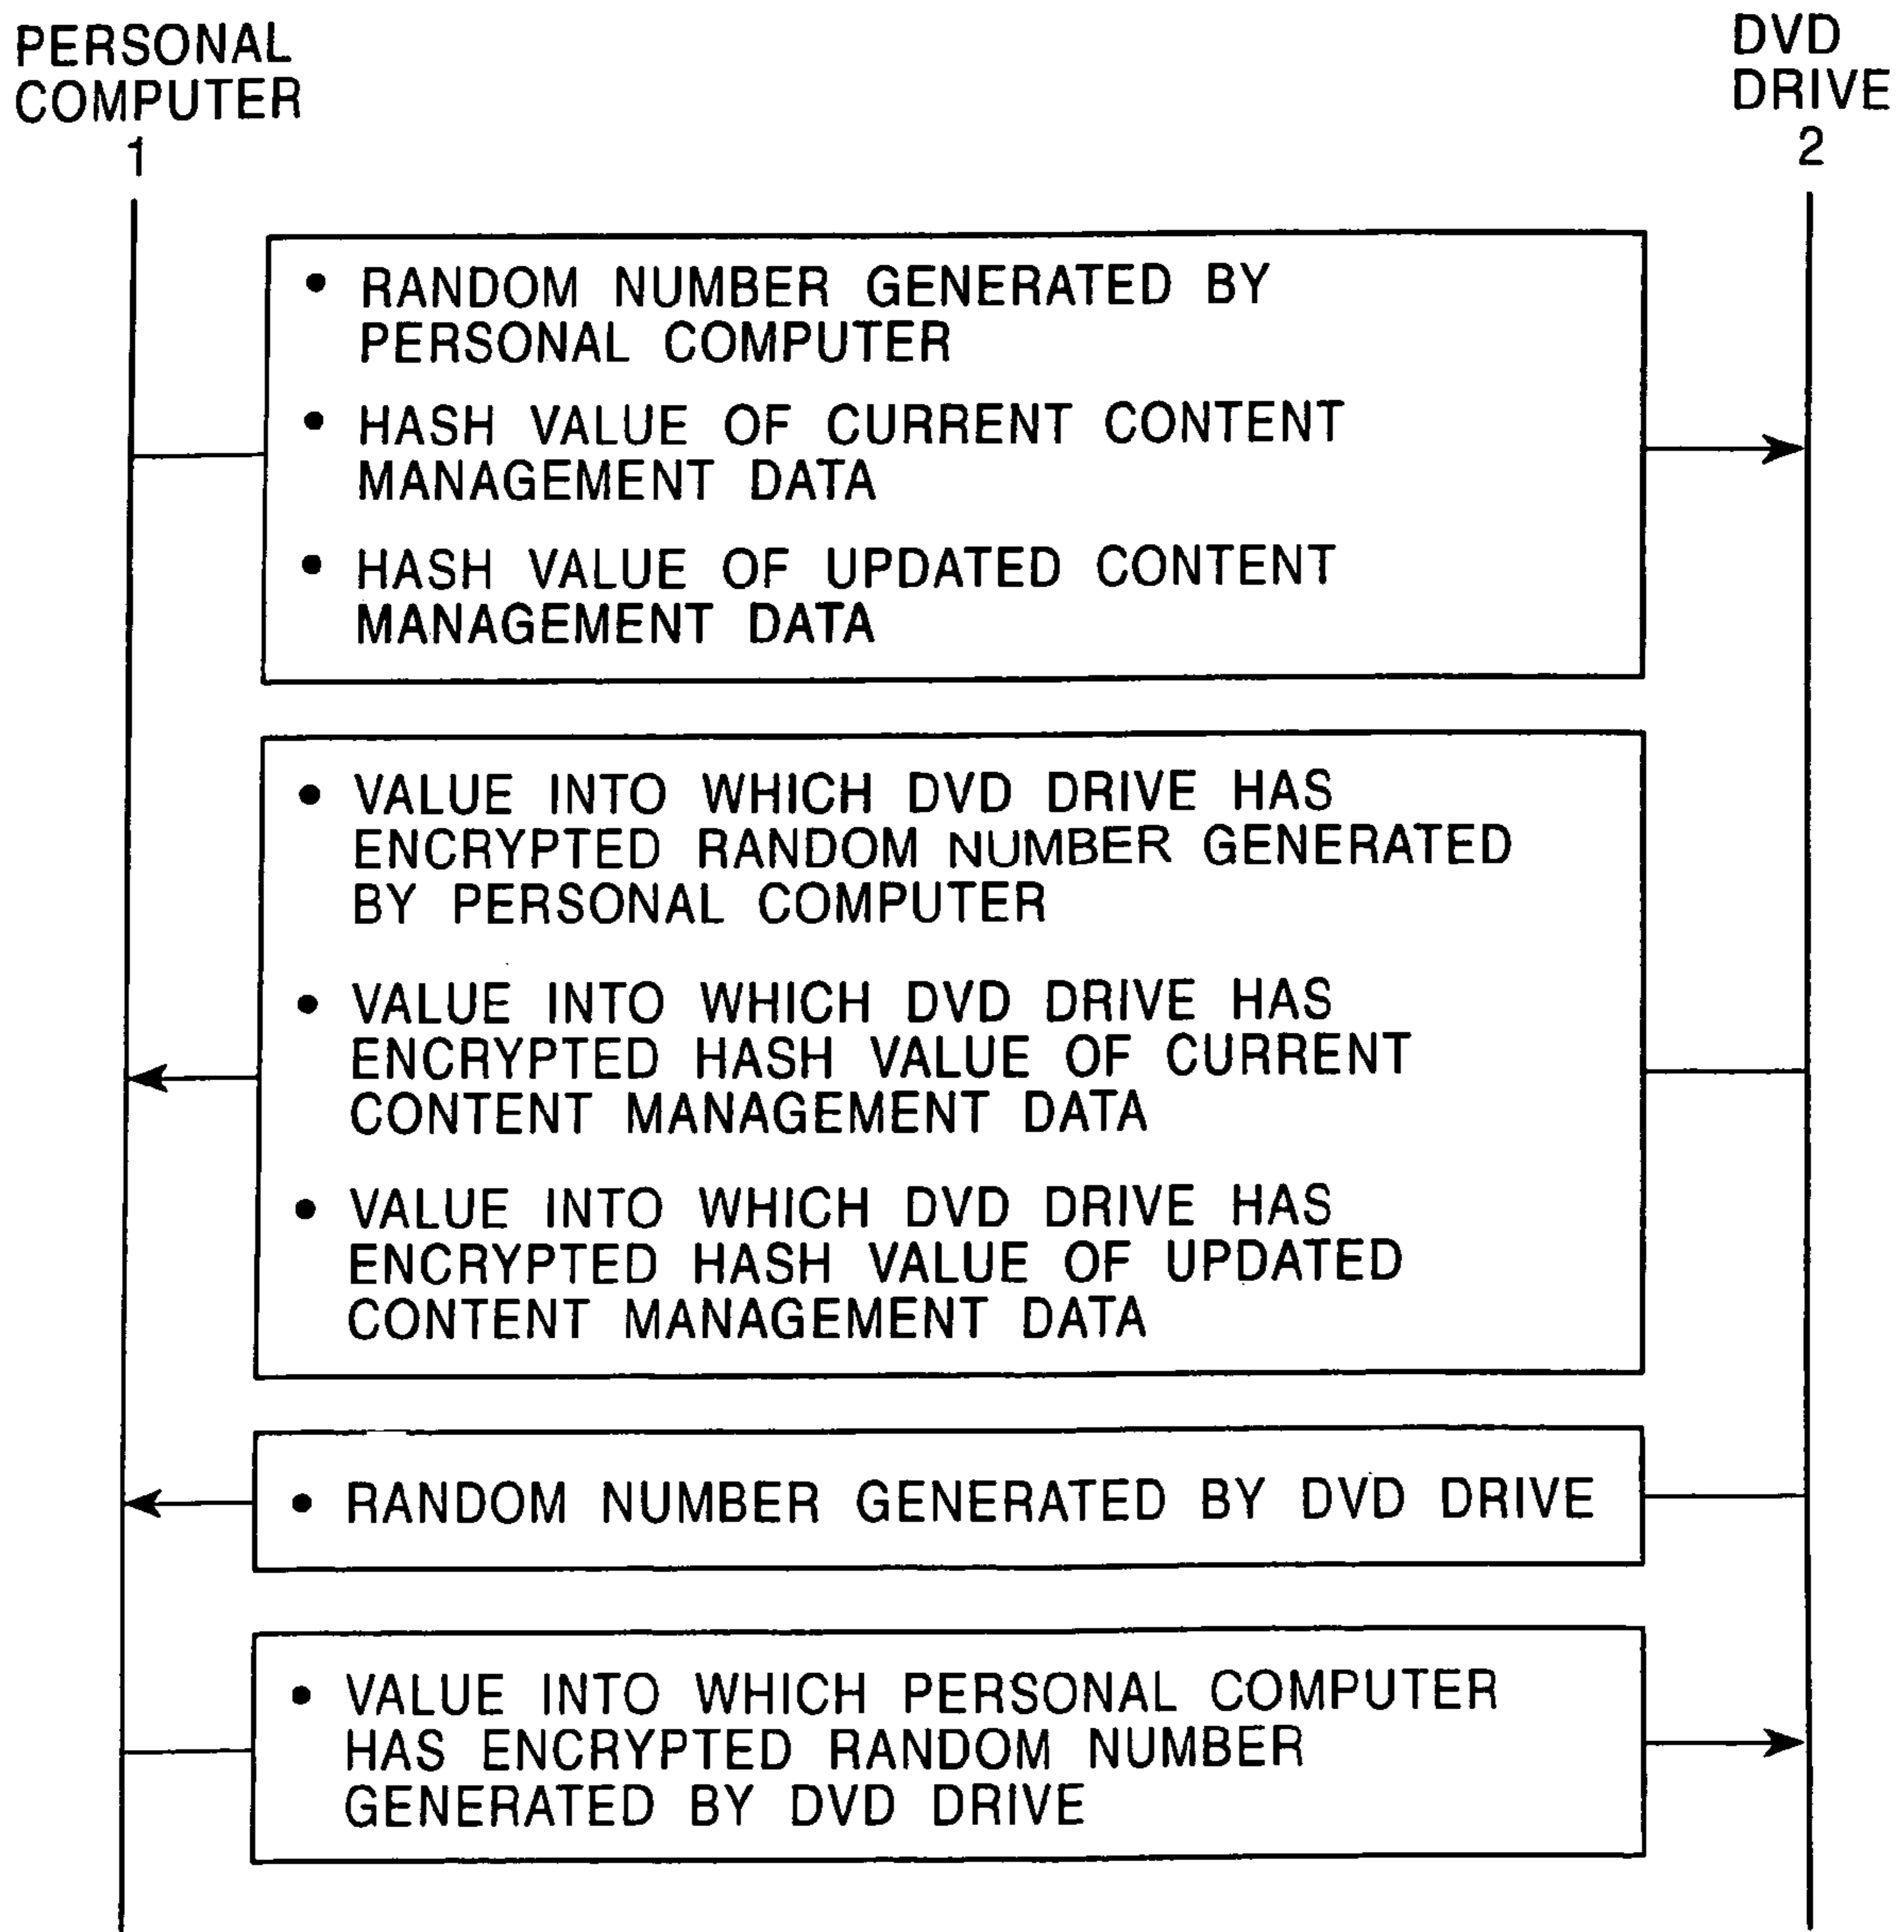 PERSONAL
COMPUTER
1
DVD
DRIVE
2
• RANDOM NUMBER GENERATED BY
PERSONAL COMPUTER
• HASH VALUE OF CURRENT CONTENT
MANAGEMENT DATA
• HASH VALUE OF UPDATED CONTENT
MANAGEMENT DATA
• VALUE INTO WHICH DVD DRIVE HAS
ENCRYPTED RANDOM NUMBER GENERATED
BY PERSONAL COMPUTER
• VALUE INTO WHICH DVD DRIVE HAS
ENCRYPTED HASH VALUE OF CURRENT
CONTENT MANAGEMENT DATA
• VALUE INTO WHICH DVD DRIVE HAS
ENCRYPTED HASH VALUE OF UPDATED
CONTENT MANAGEMENT DATA
• RANDOM NUMBER GENERATED BY DVD DRIVE
• VALUE INTO WHICH PERSONAL COMPUTER
HAS ENCRYPTED RANDOM NUMBER
GENERATED BY DVD DRIVE